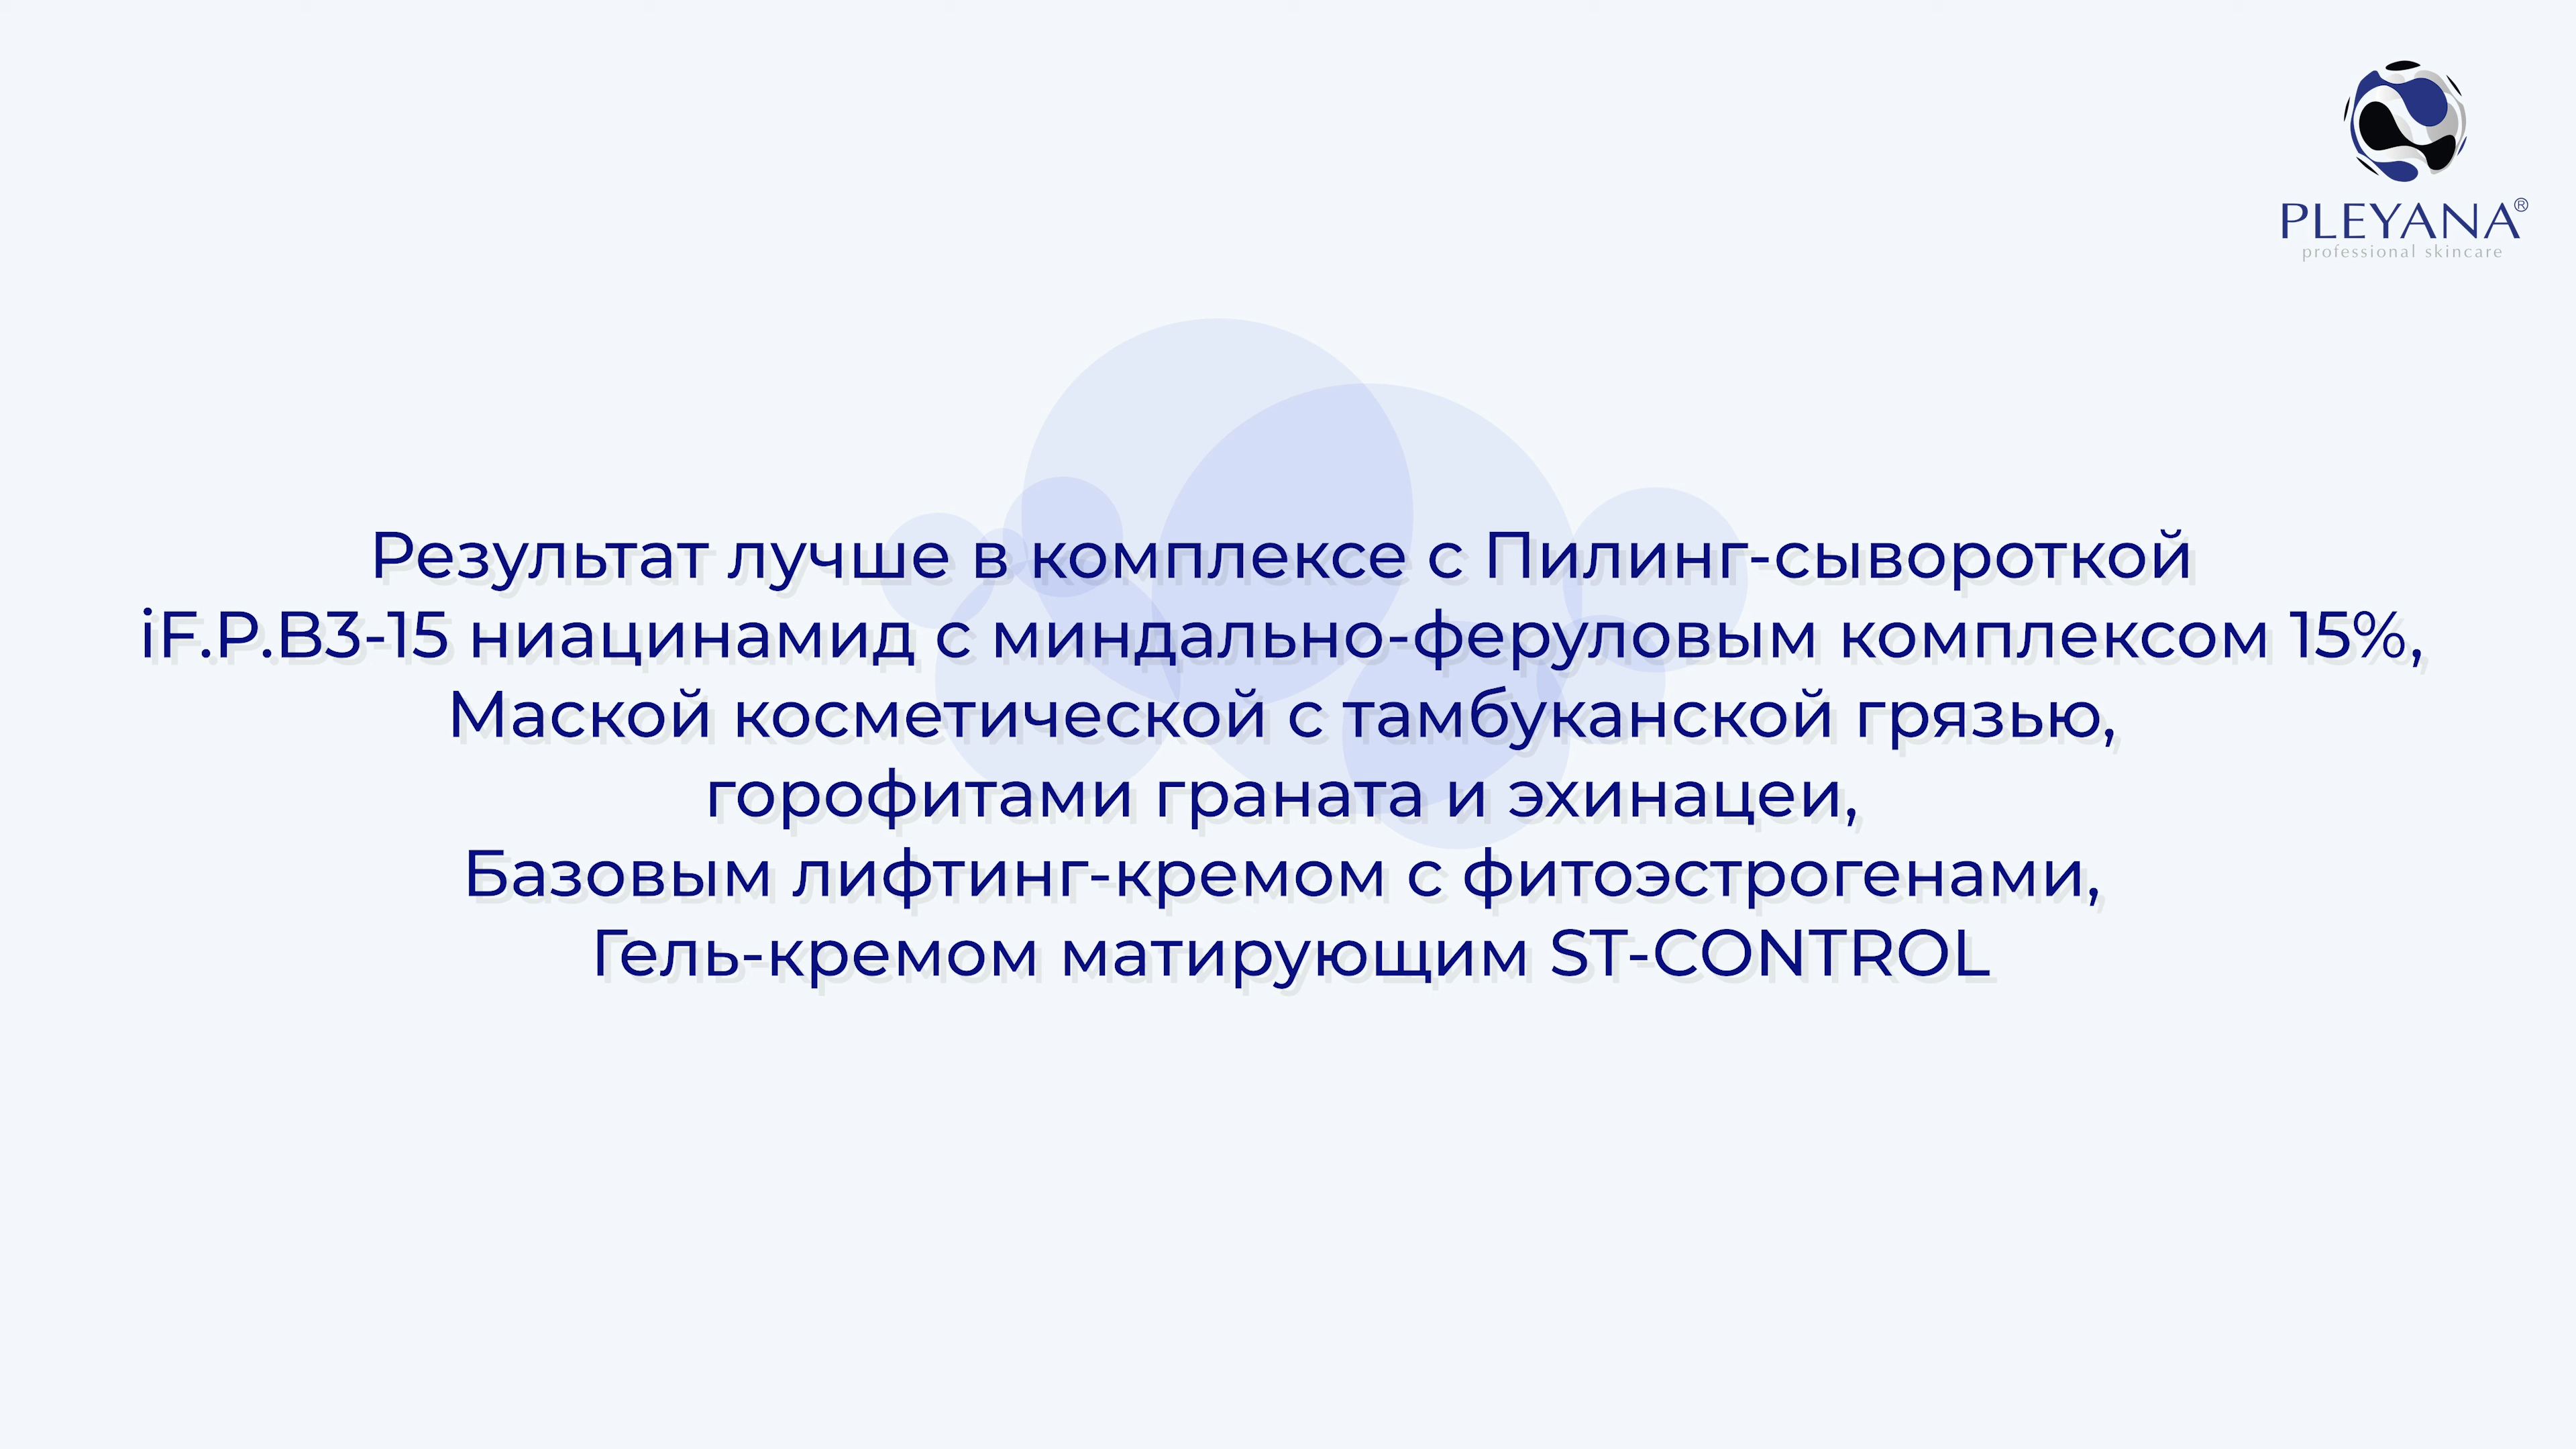 PLEYANA®
professional skincare
Результат лучше в комплексе с Пилинг-сывороткой
iF.P.B3-15 ниацинамид с миндально-феруловым комплексом 15%,
Маской косметической с тамбуканской грязью,
горофитами граната и эхинацеи,
Базовым лифтинг-кремом с фитоэстрогенами,
Гель-кремом матирующим ST-CONTROL